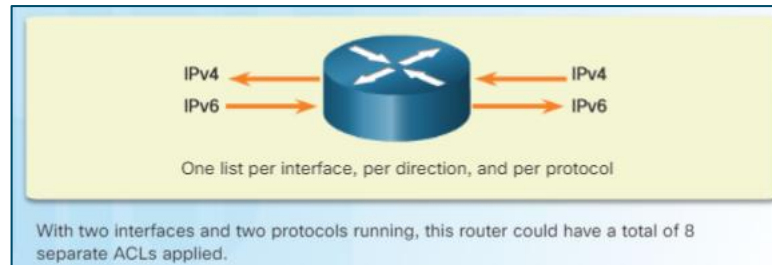 IPv4 IPv4
IPv6 IPv6
One list per interface, per direction, and per protocol
With two interfaces and two protocols running, this router could have a total of 8
separate ACLs applied.